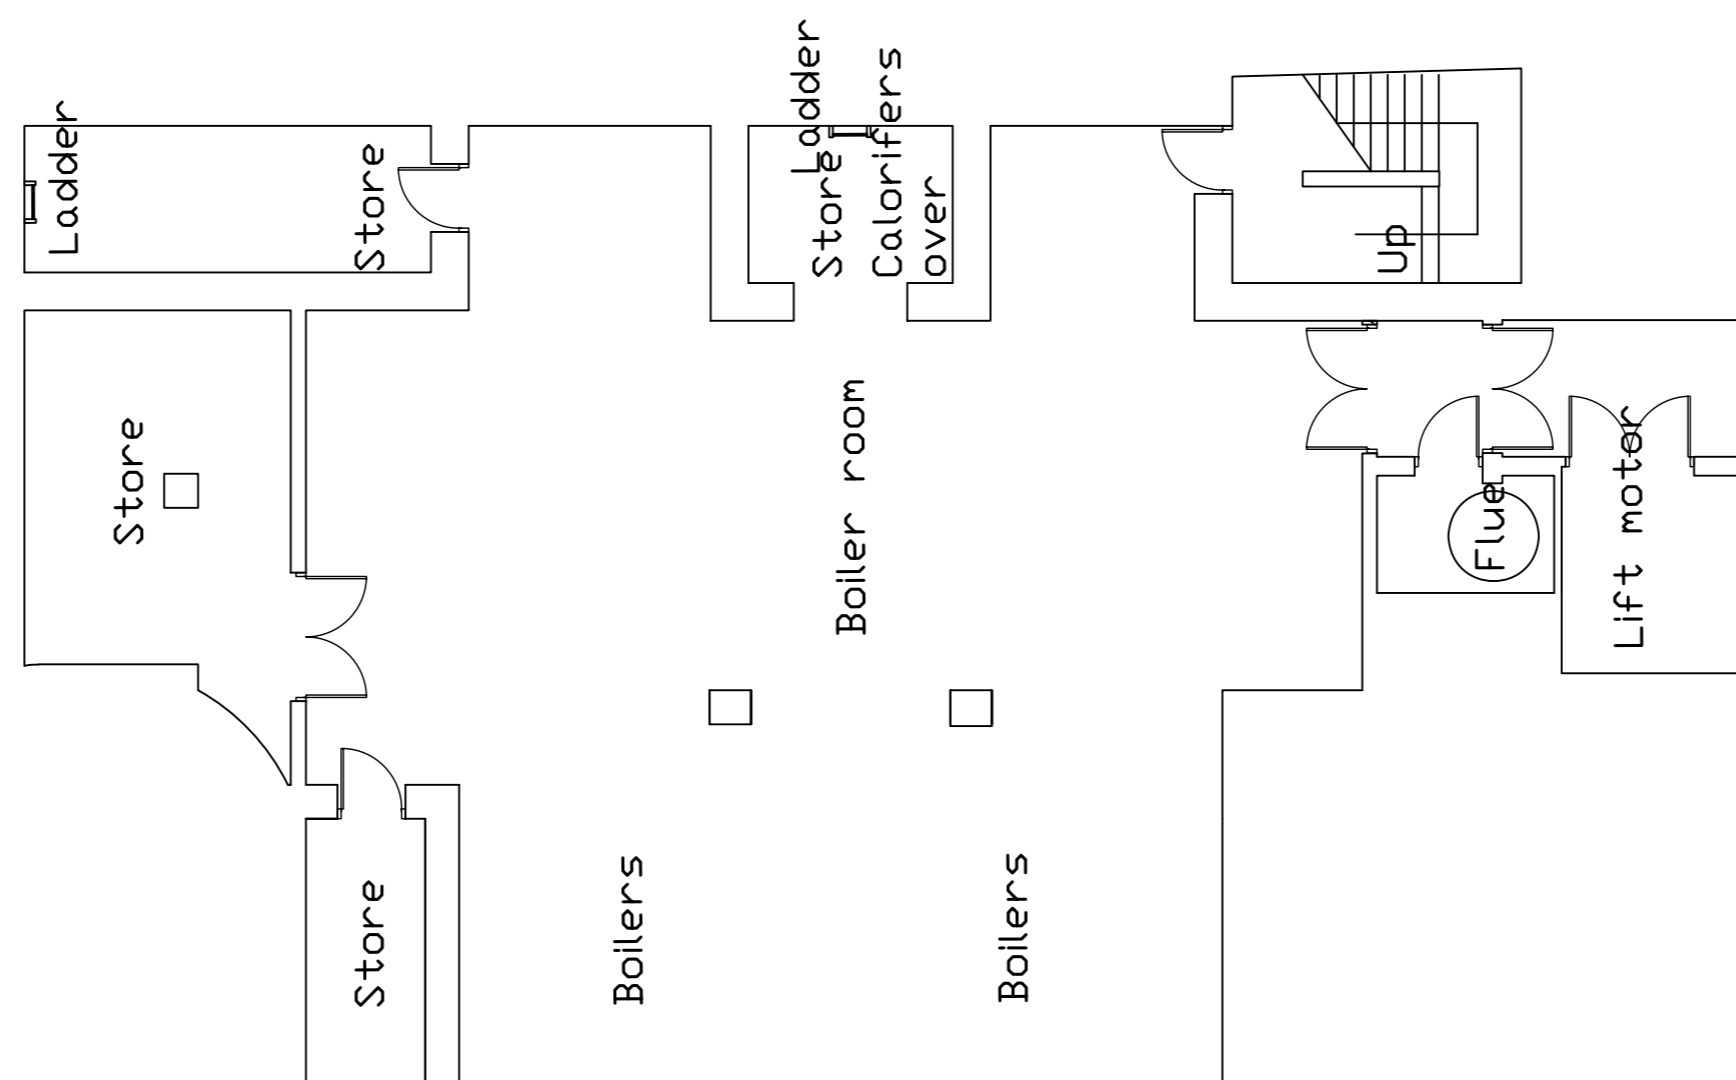 Ladder
Store
Ladder
Store
Calorifers
over
Up
Store
Boiler room
Flue
Lift motor
Store
Boilers
Boilers